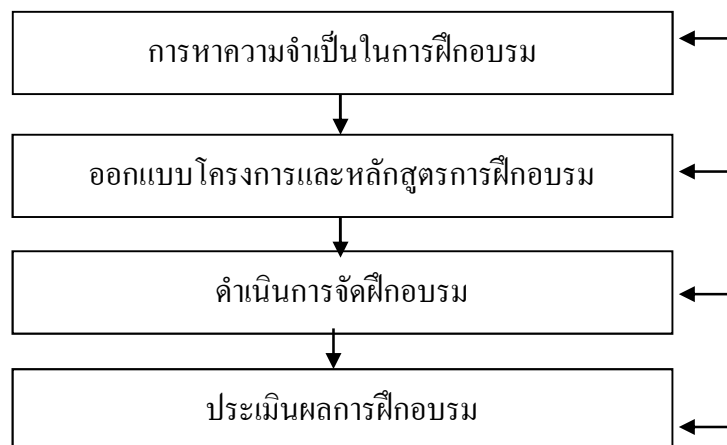 การหาความจำเป็นในการฝึกอบรม
ออกแบบโครงการและหลักสูตรการฝึกอบรม
ดำเนินการจัดฝึกอบรม
ประเมินผลการฝึกอบรม